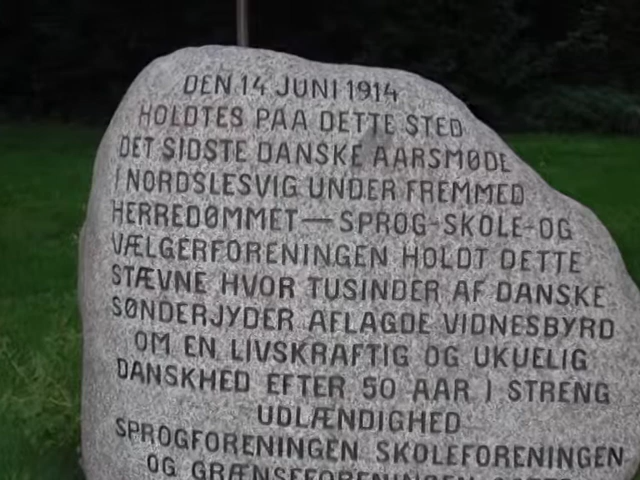 DEN 14 JUNI 1914
HOLDTES PAA DETTE STED
DET SIDSTE DANSKE AARSMØDE
I NORDSLESVIG UNDER FREMMED
HERREDØMMET — SPROG-SKOLE-OG
VÆLGERFORENINGEN HOLDT DETTE
STÆVNE HVOR TUSINDER AF DANSKE
SØNDERJYDER AFLAGDE VIDNESBYRD
OM EN LIVSKRAFTIG OG UKUELIG
DANSKHED EFTER 50 AAR I STRENG
UDLÆNDIGHED
SPROGFORENINGEN SKOLEFORENINGEN
OG GRÆNSEFORENINGEN